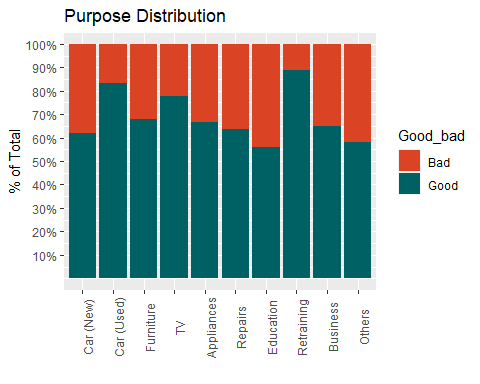 Purpose Distribution
% of Total
100%
90%
80%
70%
60%
50%
40%
30%
20%
10%
Car (New)
Car (Used)
Furniture
TV
Appliances
Repairs
Education
Retraining
Business
Others
Good_bad
Bad
Good